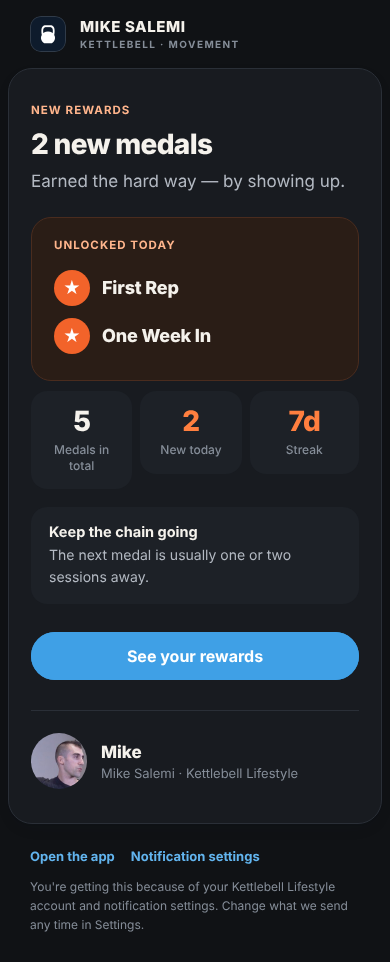 MIKE SALEMI
KETTLEBELL · MOVEMENT
NEW REWARDS
2 new medals
Earned the hard way — by showing up.
UNLOCKED TODAY
First Rep
One Week In
5
Medals in
total
2
New today
7d
Streak
Keep the chain going
The next medal is usually one or two
sessions away.
See your rewards
Mike
Mike Salemi · Kettlebell Lifestyle
Open the app Notification settings
You're getting this because of your Kettlebell Lifestyle
account and notification settings. Change what we send
any time in Settings.